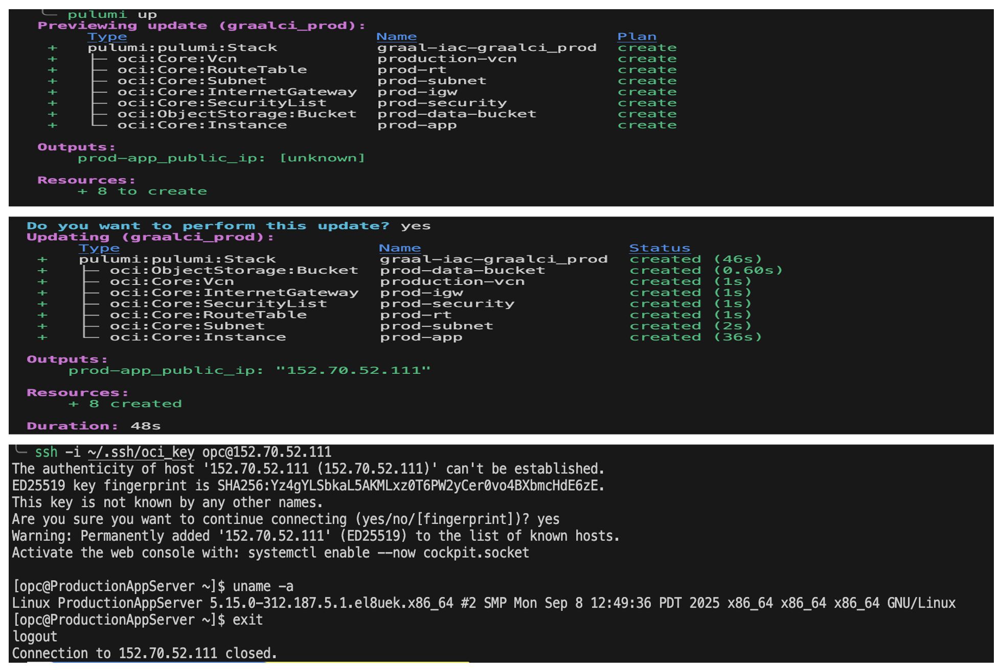 pulumi up
Previewing update (graalci_prod):
Type Name Plan
+ pulumi:pulumi:Stack graal-iac-graalci_prod create
+ ├─ oci:Core:Vcn production-vcn create
+ ├─ oci:Core:RouteTable prod-rt create
+ ├─ oci:Core:Subnet prod-subnet create
+ ├─ oci:Core:InternetGateway prod-igw create
+ ├─ oci:Core:SecurityList prod-security create
+ ├─ oci:ObjectStorage:Bucket prod-data-bucket create
+ └─ oci:Core:Instance prod-app create
Outputs:
prod-app_public_ip: [unknown]
Resources:
+ 8 to create
Do you want to perform this update? yes
Updating (graalci_prod):
Type Name Status
+ pulumi:pulumi:Stack graal-iac-graalci_prod created (46s)
+ ├─ oci:ObjectStorage:Bucket prod-data-bucket created (0.60s)
+ ├─ oci:Core:Vcn production-vcn created (1s)
+ ├─ oci:Core:InternetGateway prod-igw created (1s)
+ ├─ oci:Core:SecurityList prod-security created (1s)
+ ├─ oci:Core:RouteTable prod-rt created (1s)
+ ├─ oci:Core:Subnet prod-subnet created (2s)
+ └─ oci:Core:Instance prod-app created (36s)
Outputs:
prod-app_public_ip: "152.70.52.111"
Resources:
+ 8 created
Duration: 48s
ssh -i ~/.ssh/oci_key opc@152.70.52.111
The authenticity of host '152.70.52.111 (152.70.52.111)' can't be established.
ED25519 key fingerprint is SHA256:Yz4gYLSbkaL5AKMLxz0T6PW2yCer0vo4BXbmcHdE6zE.
This key is not known by any other names.
Are you sure you want to continue connecting (yes/no/[fingerprint])? yes
Warning: Permanently added '152.70.52.111' (ED25519) to the list of known hosts.
Activate the web console with: systemctl enable --now cockpit.socket
[opc@ProductionAppServer ~]$ uname -a
Linux ProductionAppServer 5.15.0-312.187.5.1.el8uek.x86_64 #2 SMP Mon Sep 8 12:49:36 PDT 2025 x86_64 x86_64 x86_64 GNU/Linux
[opc@ProductionAppServer ~]$ exit
logout
Connection to 152.70.52.111 closed.